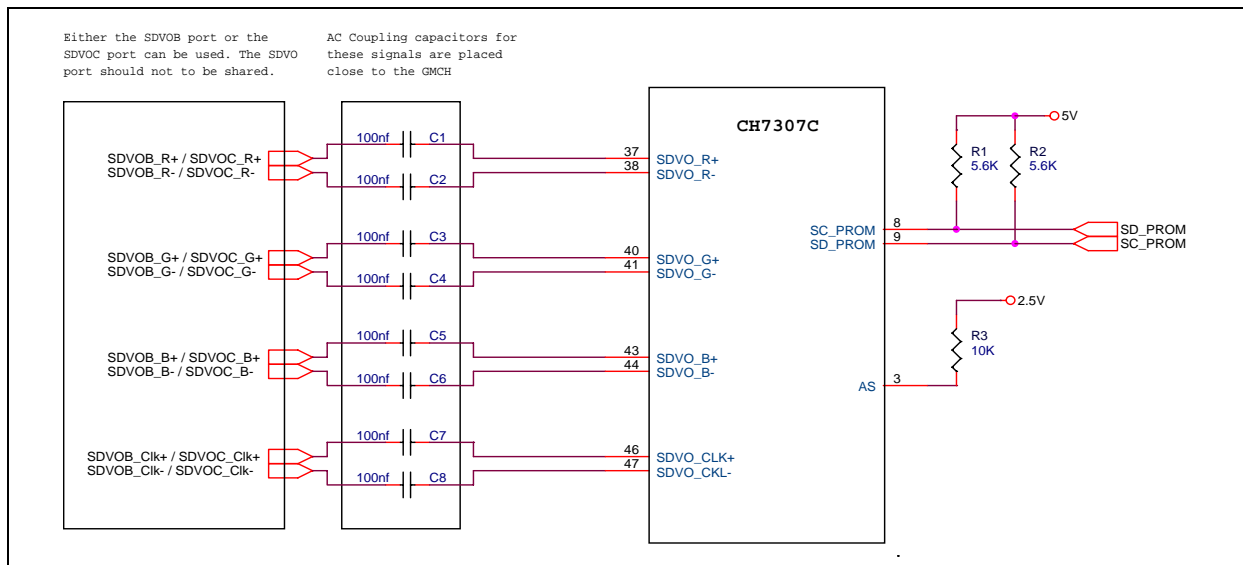 Either the SDVOB port or the
SDVOC port can be used. The SDVO
port should not to be shared.
AC Coupling capacitors for
these signals are placed
close to the GMCH
CH7307C
SDVOB_R+ / SDVOC_R+
SDVOB_R- / SDVOC_R-
100nf C1
100nf C2
37
38
SDVO_R+
SDVO_R-
SDVOB_G+ / SDVOC_G+
SDVOB_G- / SDVOC_G-
100nf C3
100nf C4
40
41
SDVO_G+
SDVO_G-
SDVOB_B+ / SDVOC_B+
SDVOB_B- / SDVOC_B-
100nf C5
100nf C6
43
44
SDVO_B+
SDVO_B-
SDVOB_Clk+ / SDVOC_Clk+
SDVOB_Clk- / SDVOC_Clk-
100nf C7
100nf C8
46
47
SDVO_CLK+
SDVO_CKL-
5V
R1
5.6K
R2
5.6K
SC_PROM 8
SD_PROM 9
SD_PROM
SC_PROM
2.5V
R3
10K
AS 3